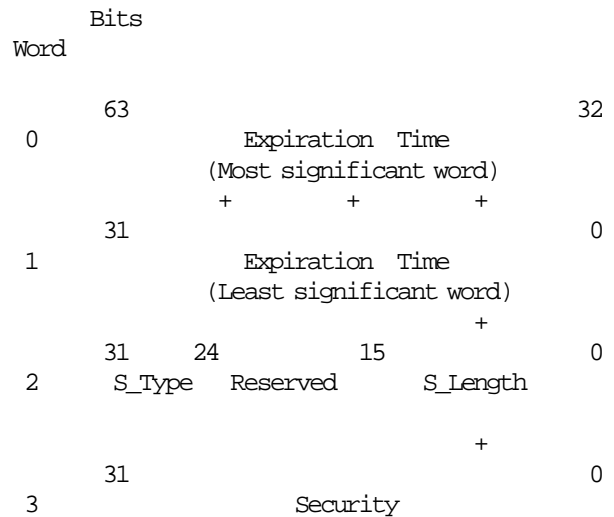 Bits
Word
63 32
0 Expiration Time
(Most significant word)
+ + +
31 0
1 Expiration Time
(Least significant word)
+
31 24 15 0
2 S_Type Reserved S_Length
+
31 0
3 Security